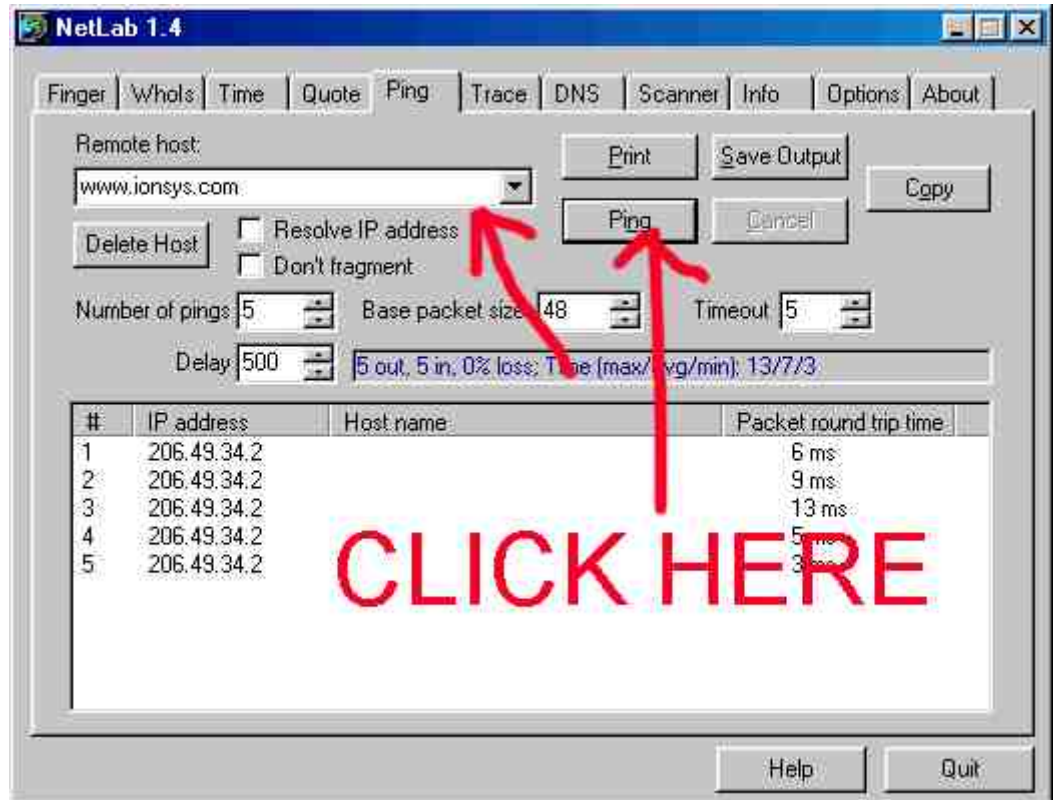 NetLab 1.4
Finger WhoIs Time Quote Ping Trace DNS Scanner Info Options About
Remote host:
Print Save Output
www.ionsys.com
Copy
Ping Cancel
Delete Host
Resolve IP address
Don't fragment
Number of pings 5 Base packet size 48 Timeout 5
Delay 500 5 out, 5 in, 0% loss; Time (max/avg/min): 13/7/3
# IP address Host name Packet round trip time
1 206.49.34.2 6 ms
2 206.49.34.2 9 ms
3 206.49.34.2 13 ms
4 206.49.34.2 5 ms
5 206.49.34.2 3 ms
CLICK HERE
Help Quit